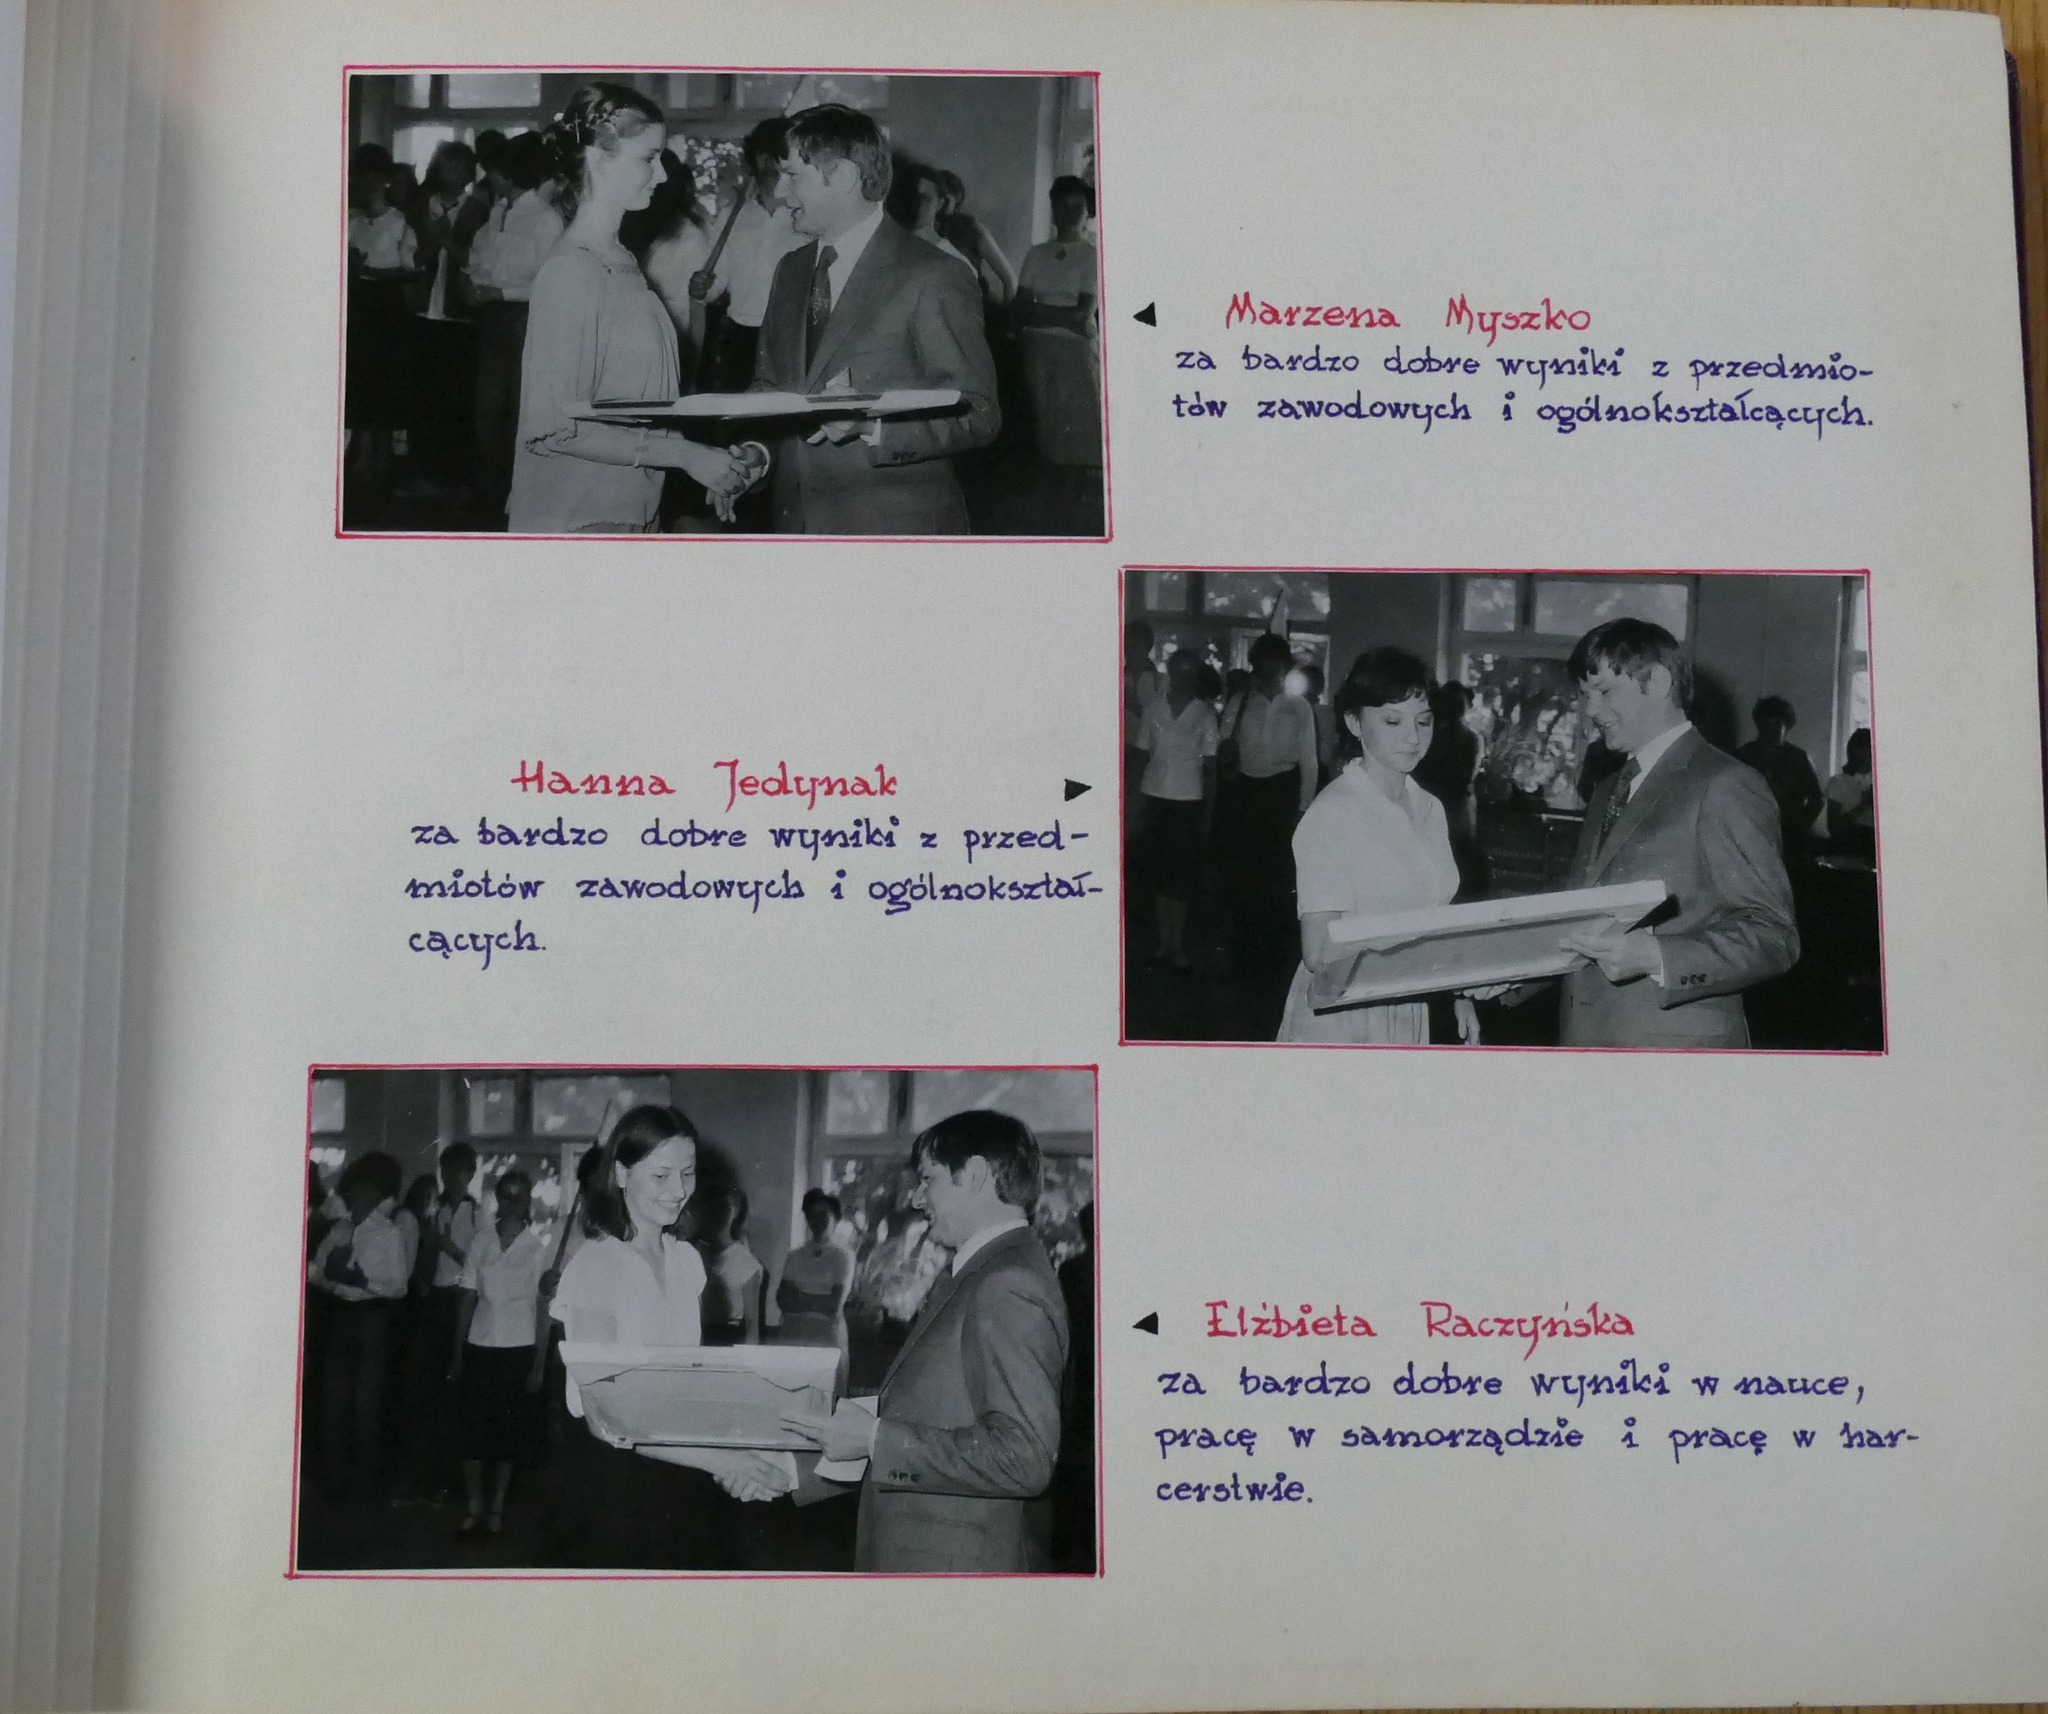 Marzena Myszko
za bardzo dobre wyniki z przedmio-
tów zawodowych i ogólnokształcących.
Hanna Jedynak
za bardzo dobre wyniki z przed-
miotów zawodowych i ogólnokształ-
cących.
Elżbieta Raczyńska
za bardzo dobre wyniki w nauce,
pracę w samorządzie i pracę w har-
cerstwie.